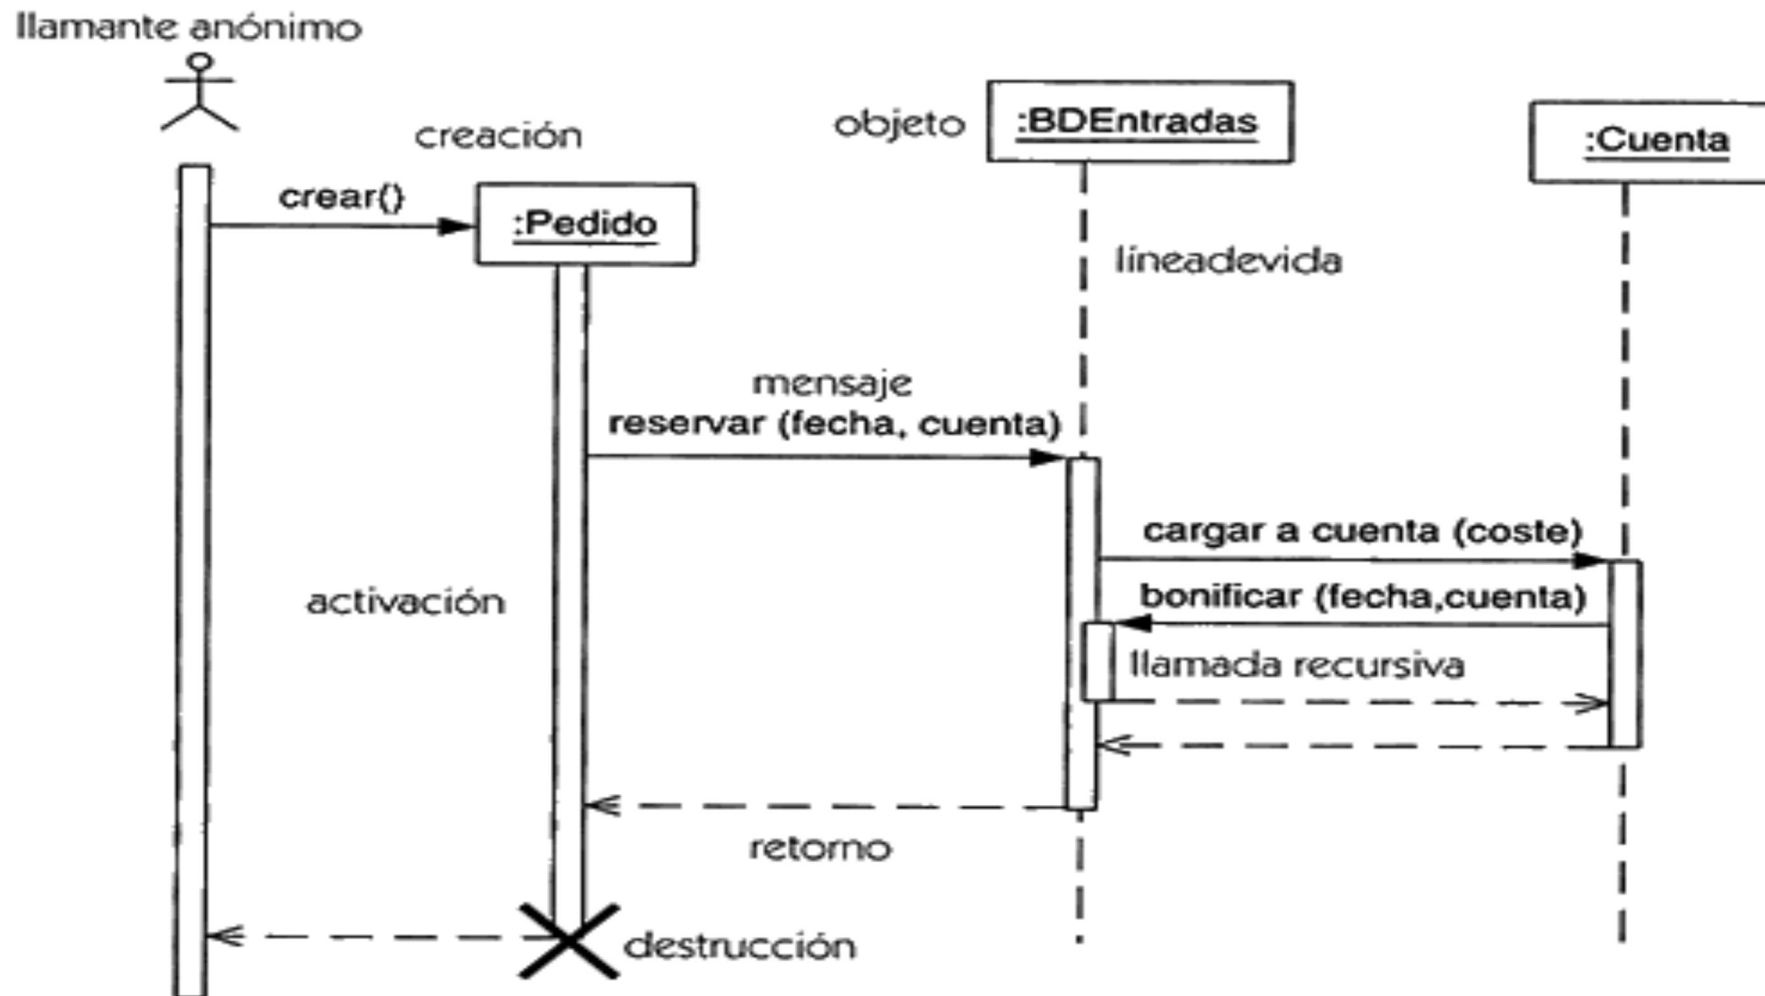 llamante anónimo
creación
objeto
:BDEntradas
:Cuenta
crear()
:Pedido
líneadevida
mensaje
reservar (fecha, cuenta)
cargar a cuenta (coste)
bonificar (fecha,cuenta)
activación
llamada recursiva
retorno
destrucción